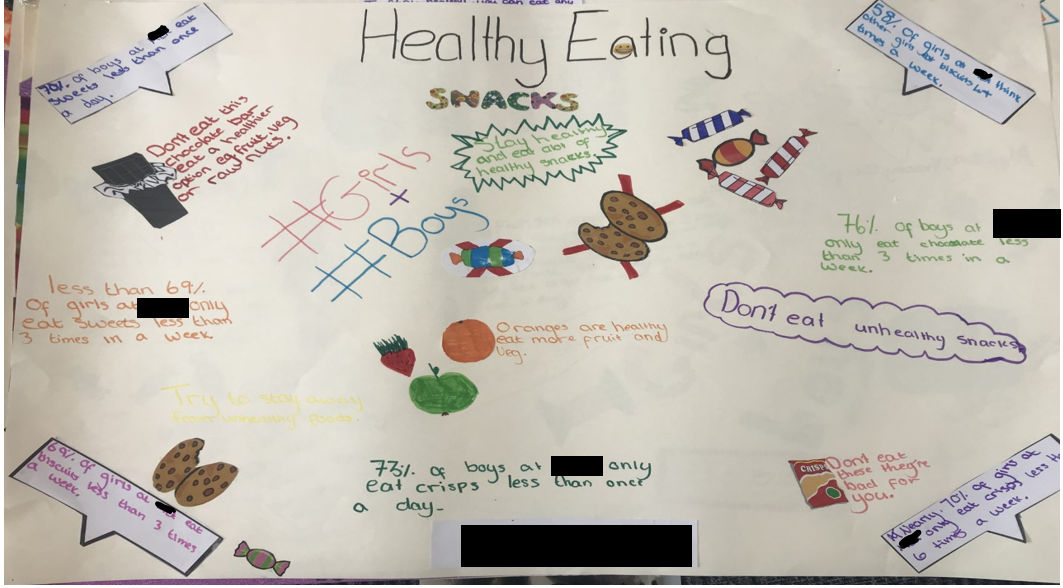 Healthy Eating
SNACKS
70%. of boys at eat
sweets less than once
a day.
58%. Of girls at think
other girls eat biscuits
times a week.
Dont eat this
chocolate bar
eat a healthier
option eg fruit, veg
or raw nuts.
Stay healthy
and eat alot of
healthy snacks.
#Girls
+
#Boys
76%. Of boys at
only eat chocolate less
than 3 times in a
week.
less than 69%.
Of girls at only
eat sweets less than
3 times in a week
Dont eat unhealthy snacks
Oranges are healthy
eat more fruit and
veg.
Try to stay away
from unhealthy foods.
69%. of girls at eat
biscuits less than 3 times
a week.
77%. of boys at only
eat crisps less than once
a day-
CRISPS
Dont eat
these they're
bad for
you.
Nearly 70%. of girls at
only eat crisps less
6 times a week.